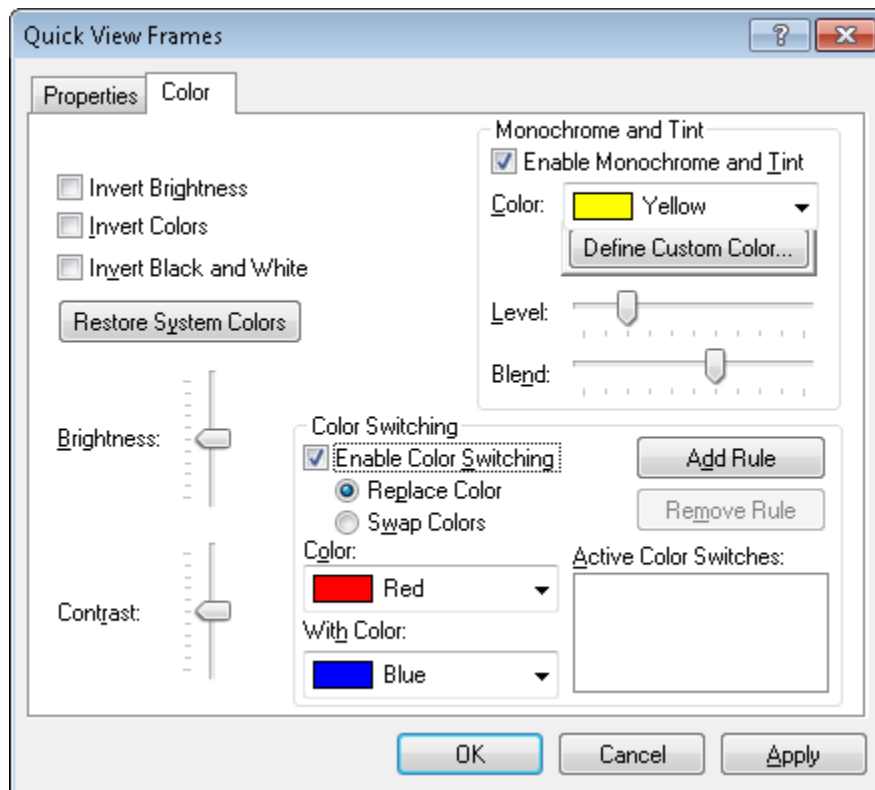 Quick View Frames
Properties
Color
Monochrome and Tint
Enable Monochrome and Tint
Invert Brightness
Color:
Yellow
Invert Colors
Define Custom Color...
Invert Black and White
Restore System Colors
Level:
Blend:
Brightness:
Color Switching
Enable Color Switching
Add Rule
Replace Color
Remove Rule
Swap Colors
Color:
Active Color Switches:
Red
Contrast:
With Color:
Blue
OK
Cancel
Apply